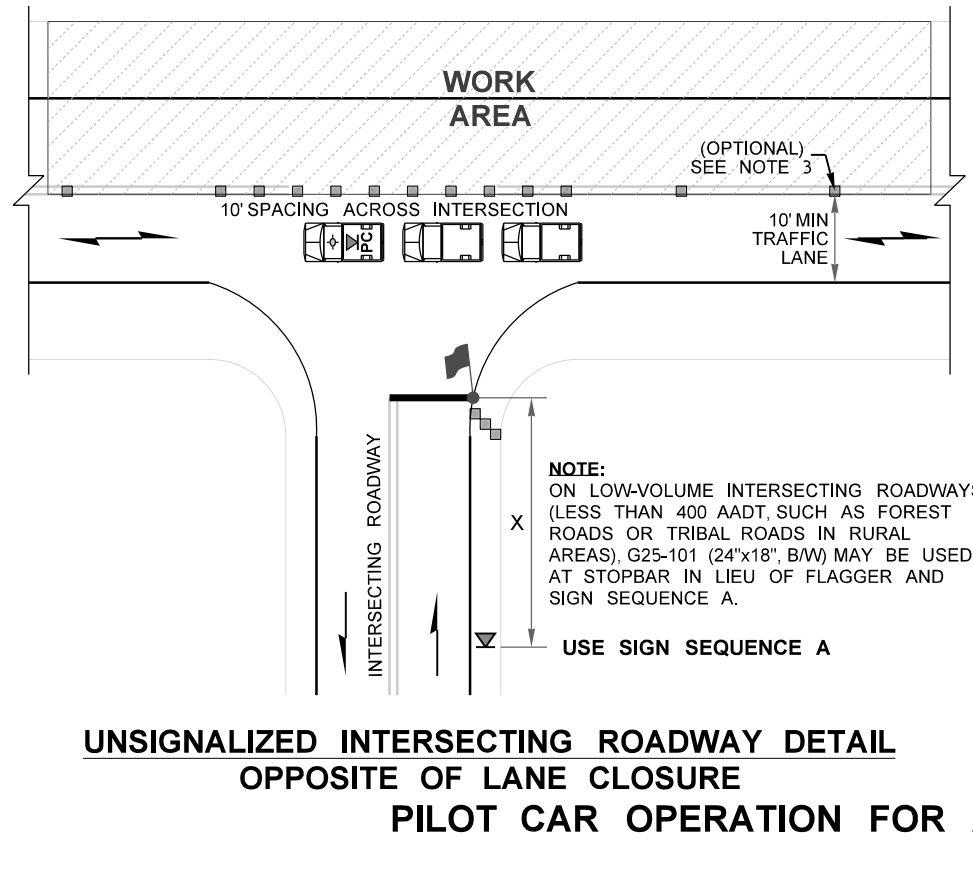 WORK
AREA
(OPTIONAL)
SEE NOTE 3
10' SPACING ACROSS INTERSECTION
10' MIN
TRAFFIC
LANE
PC
INTERSECTING ROADWAY
X
NOTE:
ON LOW-VOLUME INTERSECTING ROADWAYS
(LESS THAN 400 AADT, SUCH AS FOREST
ROADS OR TRIBAL ROADS IN RURAL
AREAS), G25-101 (24"x18", B/W) MAY BE USED
AT STOPBAR IN LIEU OF FLAGGER AND
SIGN SEQUENCE A.
USE SIGN SEQUENCE A
UNSIGNALIZED INTERSECTING ROADWAY DETAIL
OPPOSITE OF LANE CLOSURE
PILOT CAR OPERATION FOR